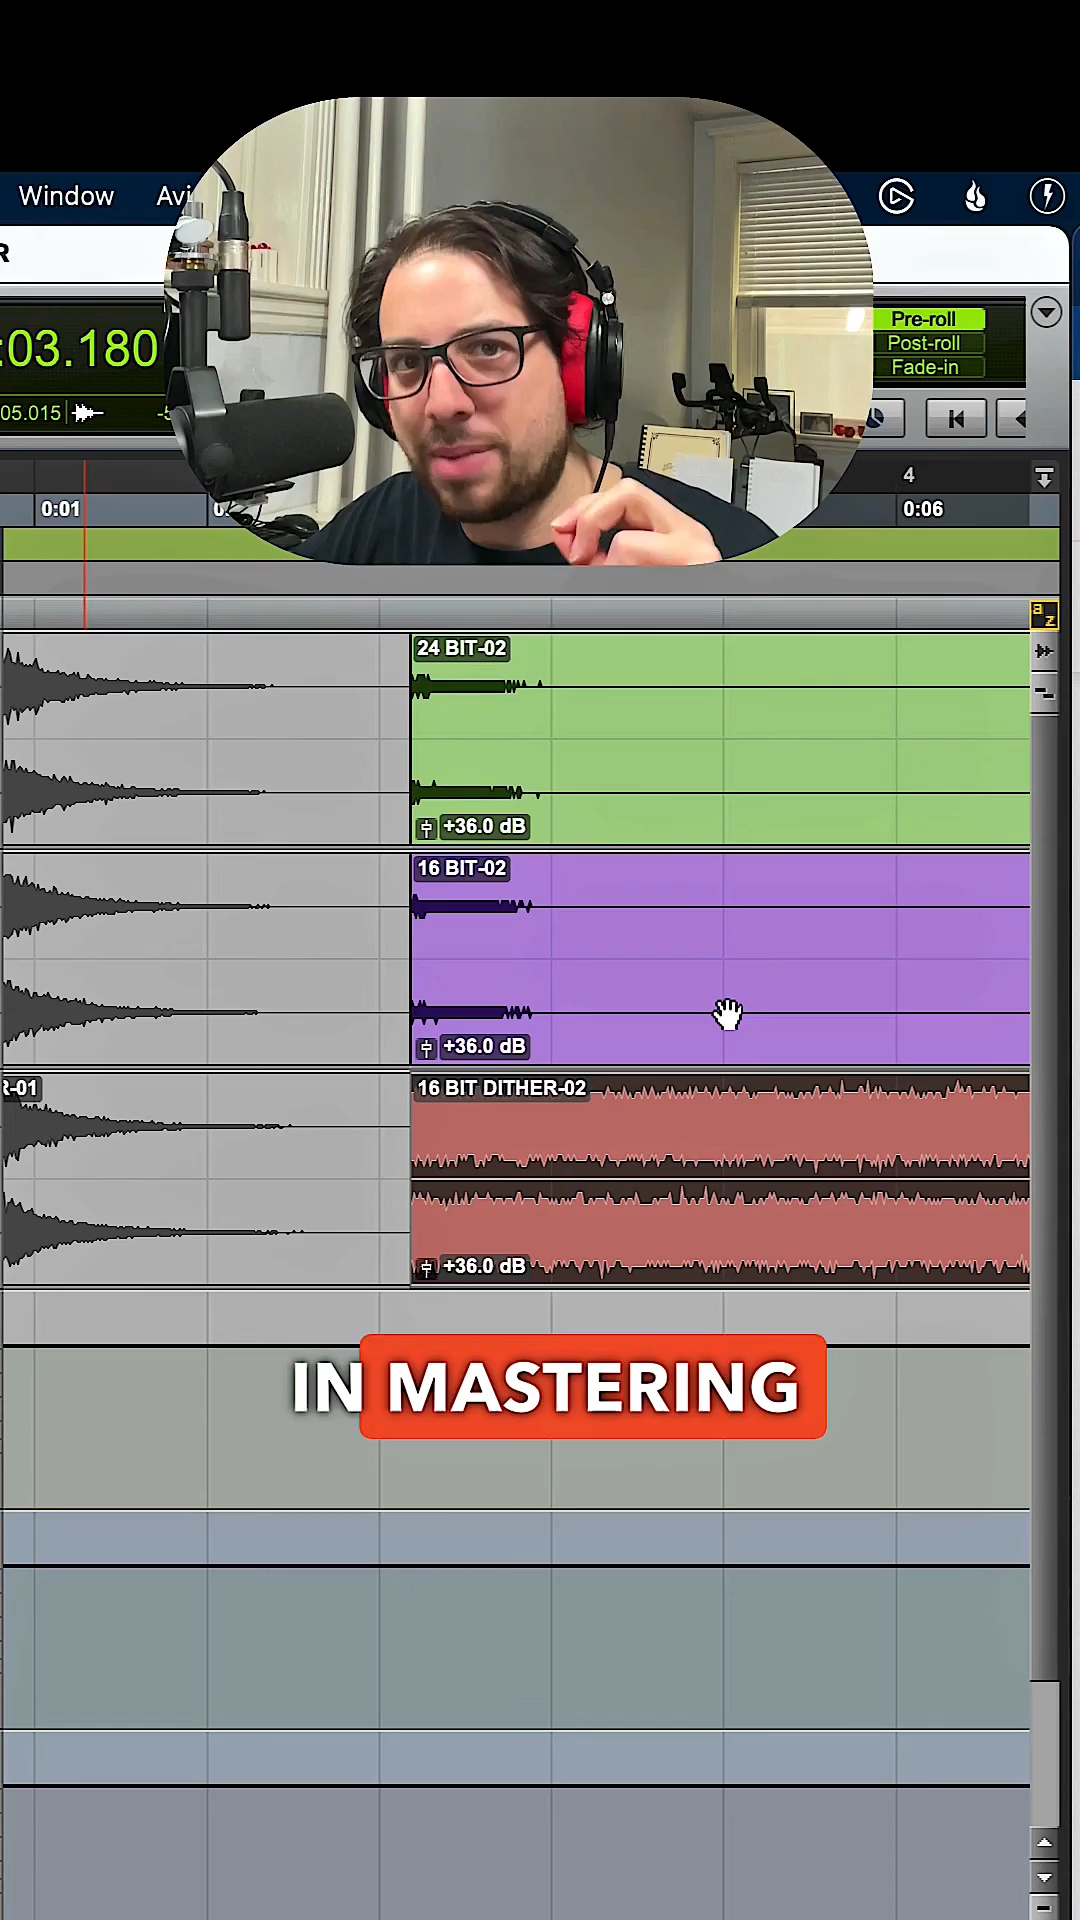 Window
R
:03.180
05.015
Pre-roll
Post-roll
Fade-in
4
0:01
0:06
a
z
24 BIT-02
+36.0 dB
16 BIT-02
+36.0 dB
R-01
16 BIT DITHER-02
+36.0 dB
IN MASTERING